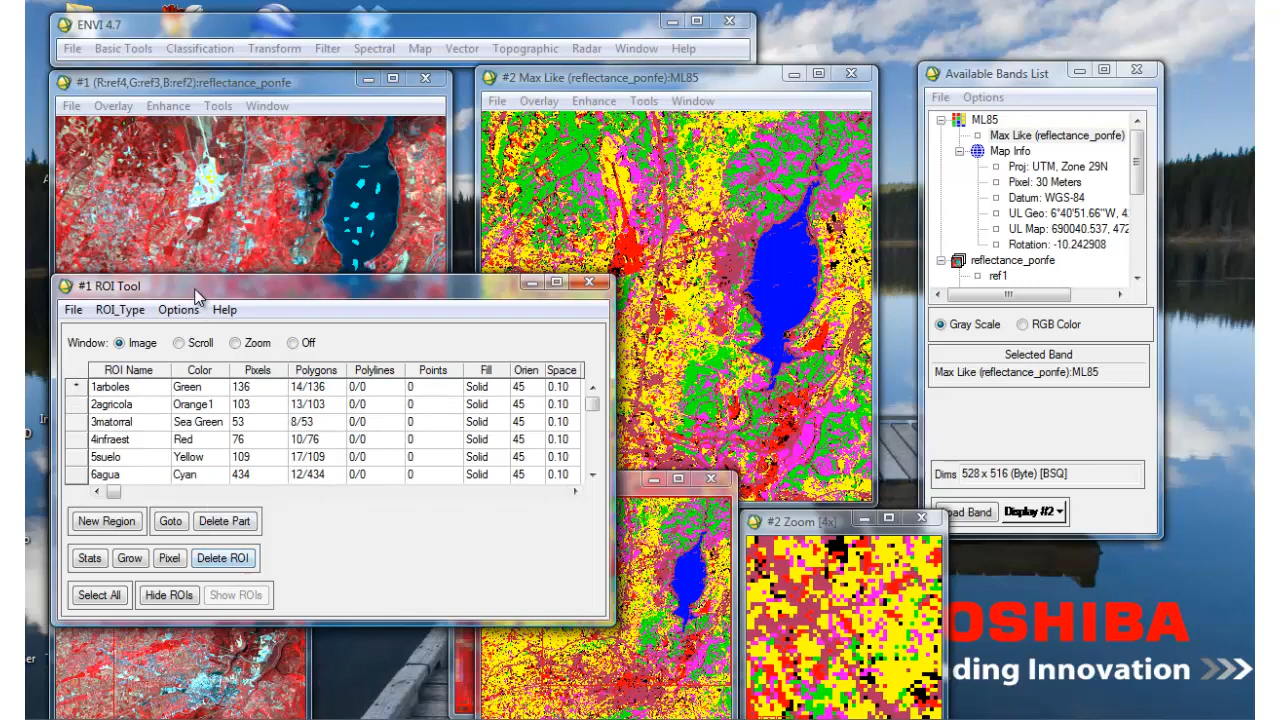 ENVI 4.7
File Basic Tools Classification Transform Filter Spectral Map Vector Topographic Radar Window Help
#1 (R:ref4,G:ref3,B:ref2):reflectance_ponfe
File Overlay Enhance Tools Window
#2 Max Like (reflectance_ponfe):ML85
File Overlay Enhance Tools Window
Available Bands List
File Options
ML85
Max Like (reflectance_ponfe)
Map Info
Proj: UTM, Zone 29N
Pixel: 30 Meters
Datum: WGS-84
UL Geo: 6°40'51.66"W, 4
UL Map: 690040.537, 472
Rotation: -10.242908
reflectance_ponfe
ref1
Gray Scale RGB Color
Selected Band
Max Like (reflectance_ponfe):ML85
Dims 528 x 516 (Byte) [BSQ]
oad Band Display #2
#1 ROI Tool
File ROI_Type Options Help
Window: Image Scroll Zoom Off
ROI Name Color Pixels Polygons Polylines Points Fill Orien Space
* 1arboles Green 136 14/136 0/0 0 Solid 45 0.10
2agricola Orange1 103 13/103 0/0 0 Solid 45 0.10
3matorral Sea Green 53 8/53 0/0 0 Solid 45 0.10
4infraest Red 76 10/76 0/0 0 Solid 45 0.10
5suelo Yellow 109 17/109 0/0 0 Solid 45 0.10
6agua Cyan 434 12/434 0/0 0 Solid 45 0.10
New Region Goto Delete Part
Stats Grow Pixel Delete ROI
Select All Hide ROIs Show ROIs
#2 Zoom [4x]
OSHIBA
ding Innovation >>>